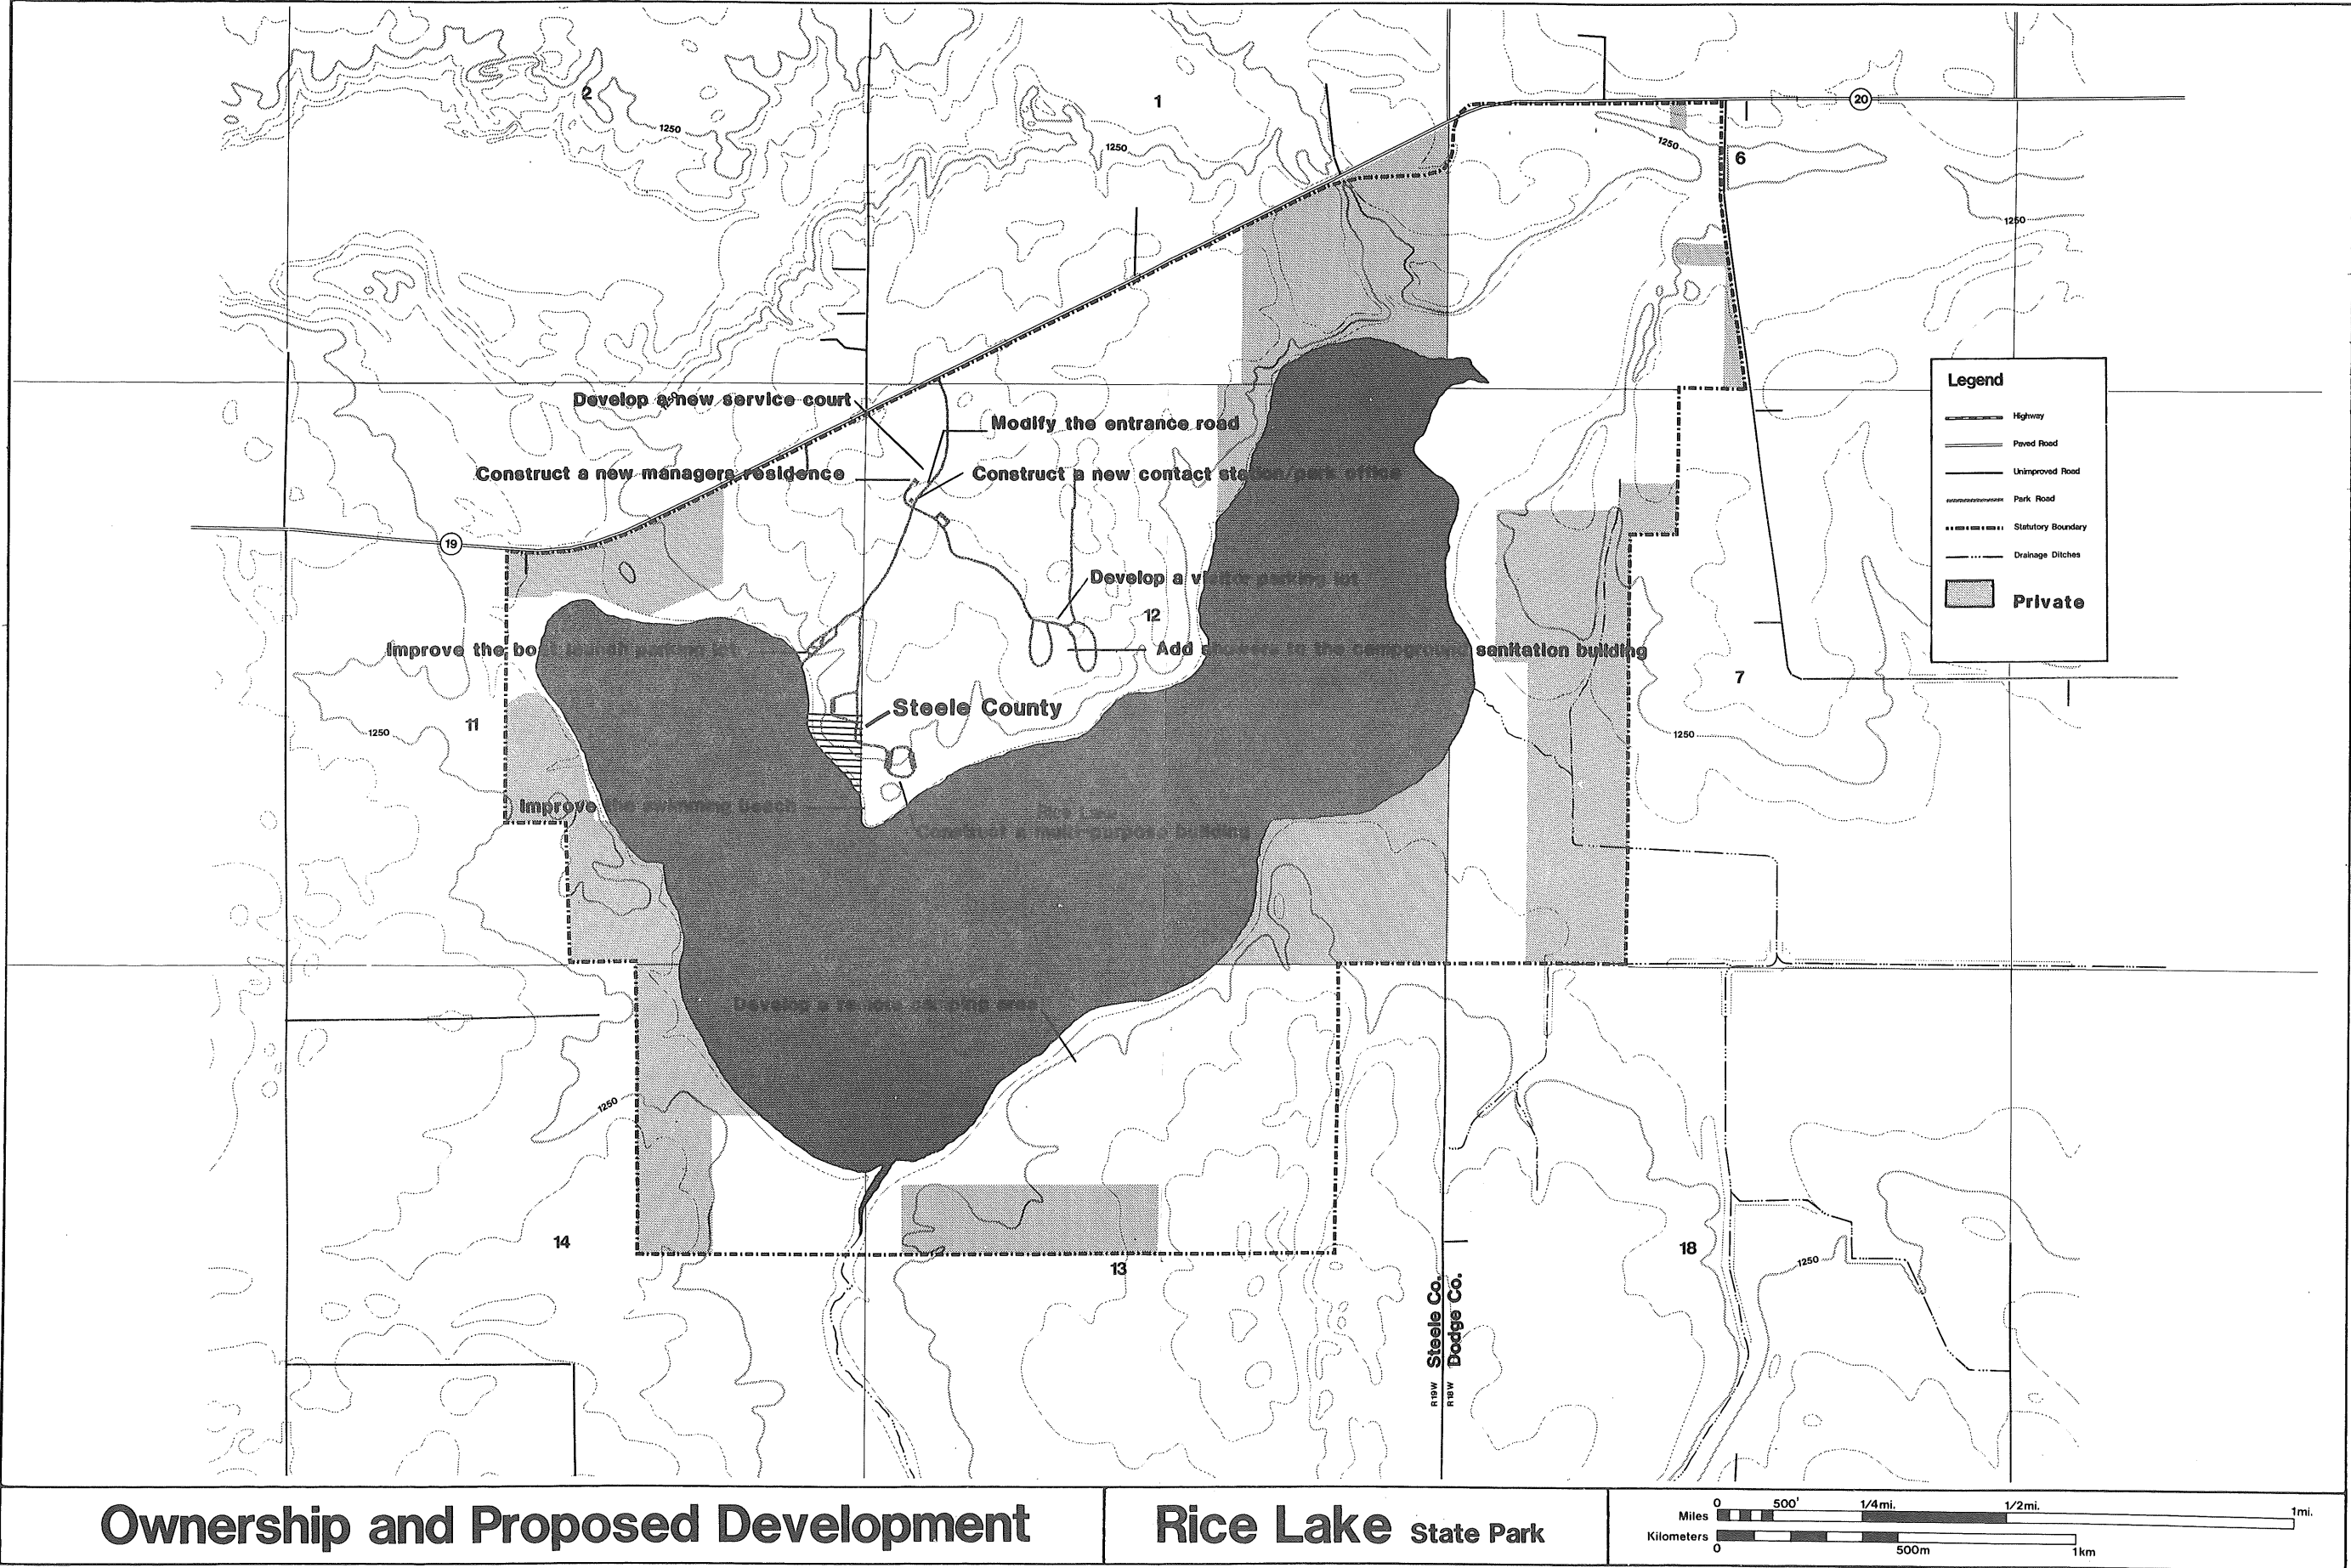 2
1
20
1250
1250
1250
6
1250
Legend
Highway
Paved Road
Unimproved Road
Park Road
Statutory Boundary
Drainage Ditches
Private
Develop a new service court
Modify the entrance road
Construct a new managers residence
Construct a new contact station/park office
19
Develop a visitor parking lot
12
Improve the boat launch parking lot
Add showers to the campground sanitation building
7
Steele County
11
1250
1250
Improve the swimming beach
Rice Lake
Construct a multi-purpose building
Develop a remote area
1250
14
13
18
1250
Steele Co.
Dodge Co.
R19W
R18W
Ownership and Proposed Development
Rice Lake State Park
Miles 0 500' 1/4mi. 1/2mi. 1mi.
Kilometers 0 500m 1km